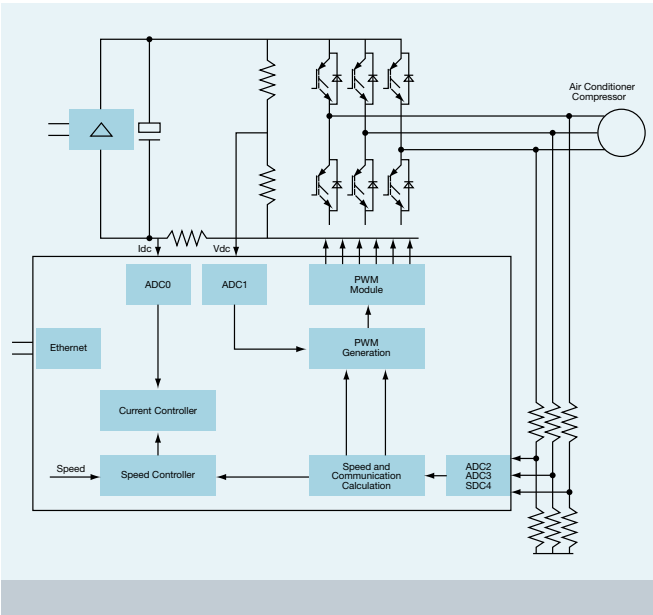 Air Conditioner
Compressor
Idc
Vdc
ADC0
ADC1
PWM
Module
Ethernet
PWM
Generation
Current Controller
Speed
Speed Controller
Speed and
Communication
Calculation
ADC2
ADC3
SDC4